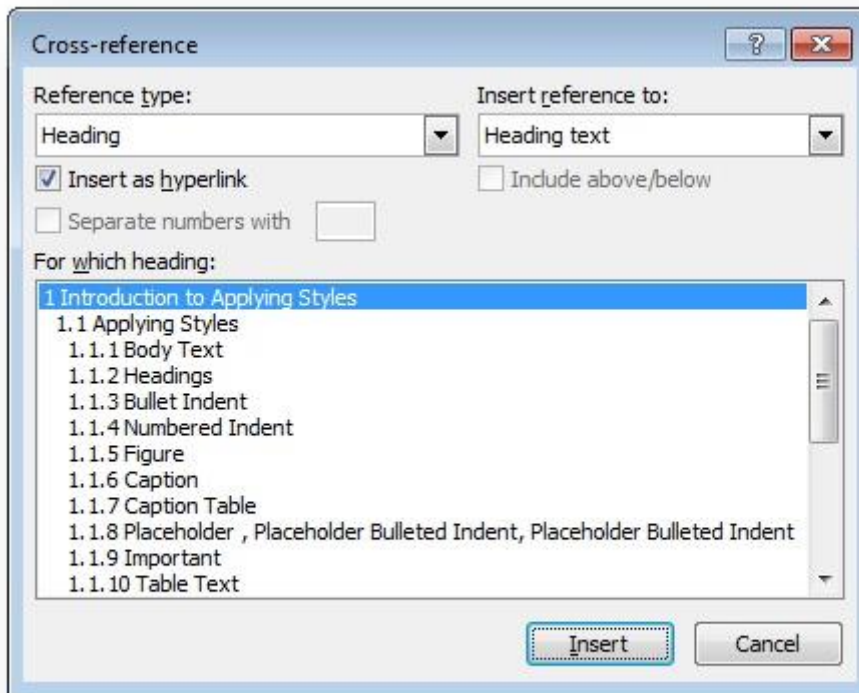 Cross-reference
Reference type:
Insert reference to:
Heading
Heading text
Insert as hyperlink
Include above/below
Separate numbers with
For which heading:
1 Introduction to Applying Styles
1.1 Applying Styles
1.1.1 Body Text
1.1.2 Headings
1.1.3 Bullet Indent
1.1.4 Numbered Indent
1.1.5 Figure
1.1.6 Caption
1.1.7 Caption Table
1.1.8 Placeholder , Placeholder Bulleted Indent, Placeholder Bulleted Indent
1.1.9 Important
1.1.10 Table Text
Insert
Cancel